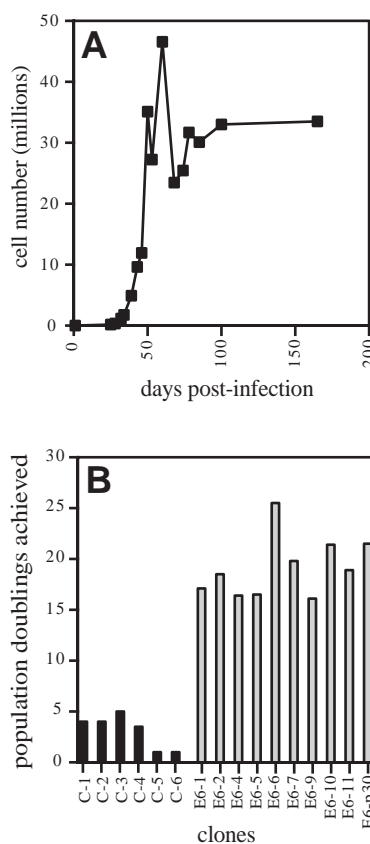 A
cell number (millions)
50
40
30
20
10
0
0
50
100
150
200
days post-infection
B
population doublings achieved
30
25
20
15
10
5
0
C-1
C-2
C-3
C-4
C-5
C-6
E6-1
E6-2
E6-4
E6-5
E6-6
E6-7
E6-9
E6-10
E6-11
E6-p30
clones